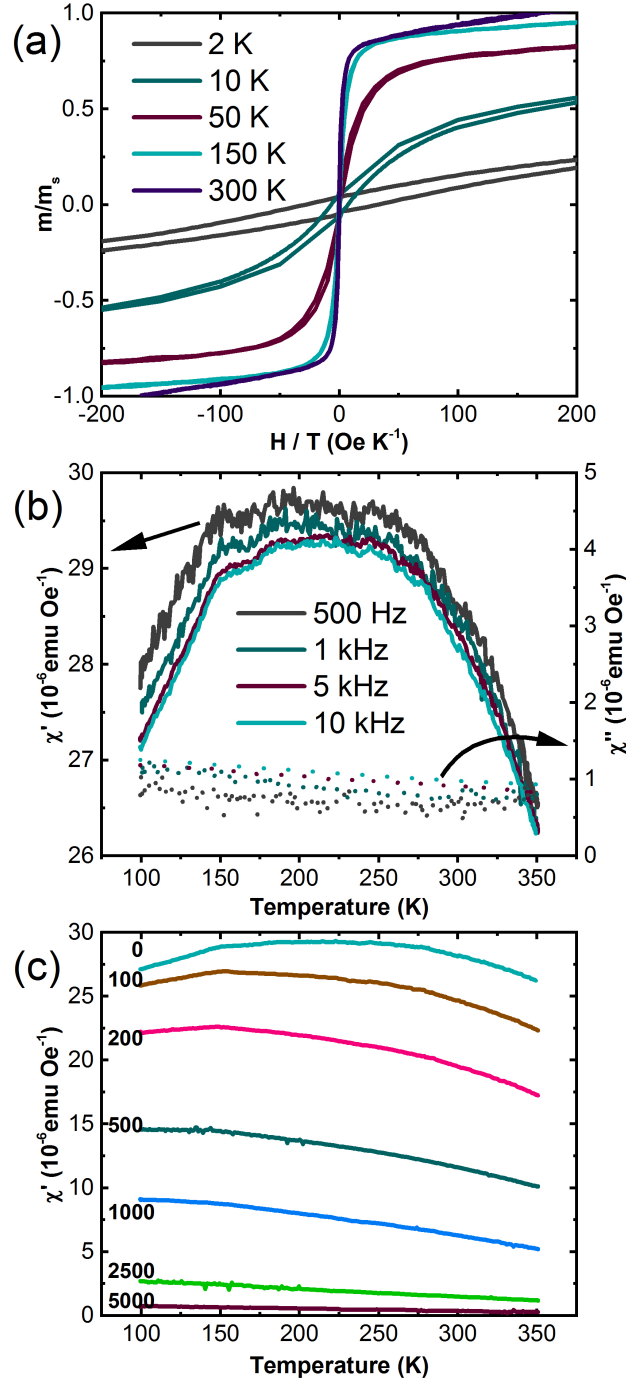 (a)
1.0
0.5
0.0
-0.5
-1.0
m/mₛ
2 K
10 K
50 K
150 K
300 K
-200 -100 0 100 200
H / T (Oe K⁻¹)
(b)
30
29
28
27
26
χ' (10⁻⁶emu Oe⁻¹)
5
4
3
2
1
0
χ'' (10⁻⁶emu Oe⁻¹)
500 Hz
1 kHz
5 kHz
10 kHz
100 150 200 250 300 350
Temperature (K)
(c)
30
25
20
15
10
5
0
χ' (10⁻⁶emu Oe⁻¹)
0
100
200
500
1000
2500
5000
100 150 200 250 300 350
Temperature (K)